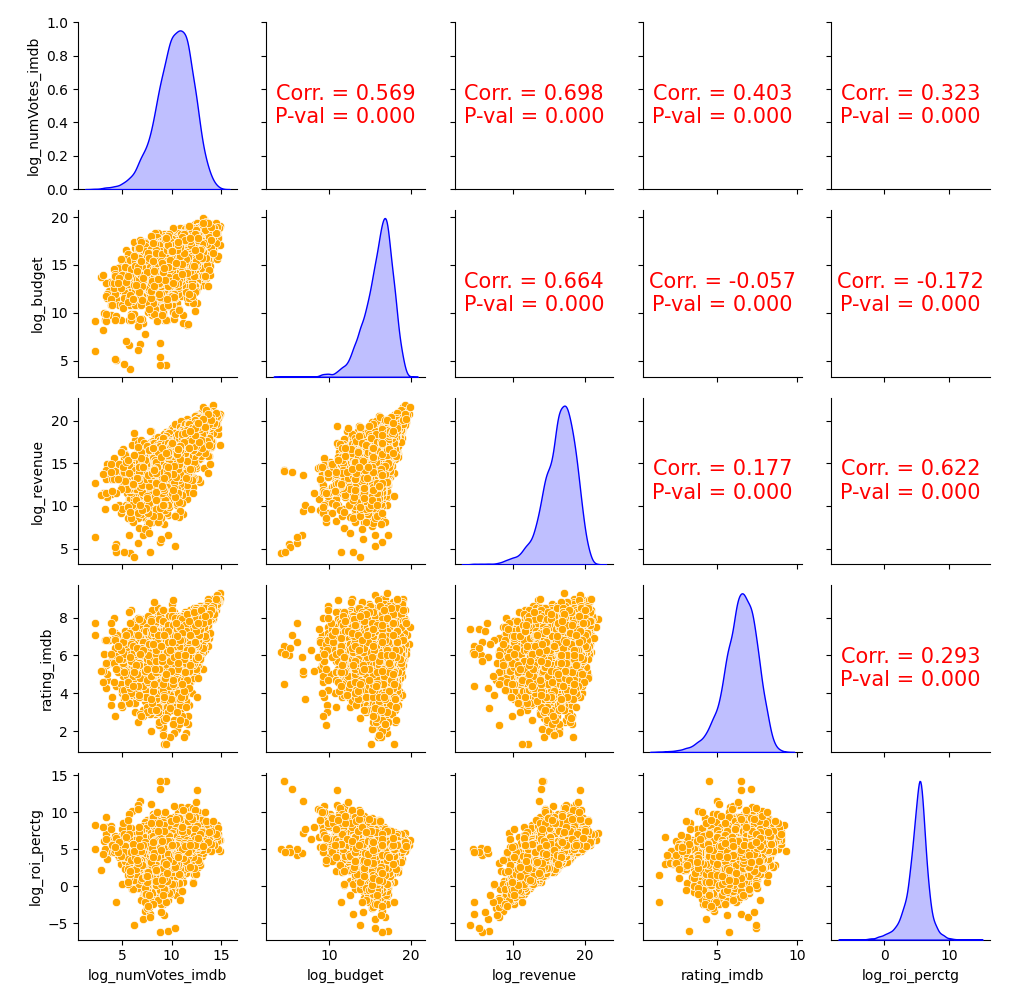 1.0
0.8
0.6
0.4
0.2
0.0
log_numVotes_imdb
Corr. = 0.569
P-val = 0.000
Corr. = 0.698
P-val = 0.000
Corr. = 0.403
P-val = 0.000
Corr. = 0.323
P-val = 0.000
20
15
10
5
log_budget
Corr. = 0.664
P-val = 0.000
Corr. = -0.057
P-val = 0.000
Corr. = -0.172
P-val = 0.000
20
15
10
5
log_revenue
Corr. = 0.177
P-val = 0.000
Corr. = 0.622
P-val = 0.000
8
6
4
2
rating_imdb
Corr. = 0.293
P-val = 0.000
15
10
5
0
−5
log_roi_perctg
5 10 15
log_numVotes_imdb
10 20
log_budget
10 20
log_revenue
5 10
rating_imdb
0 10
log_roi_perctg